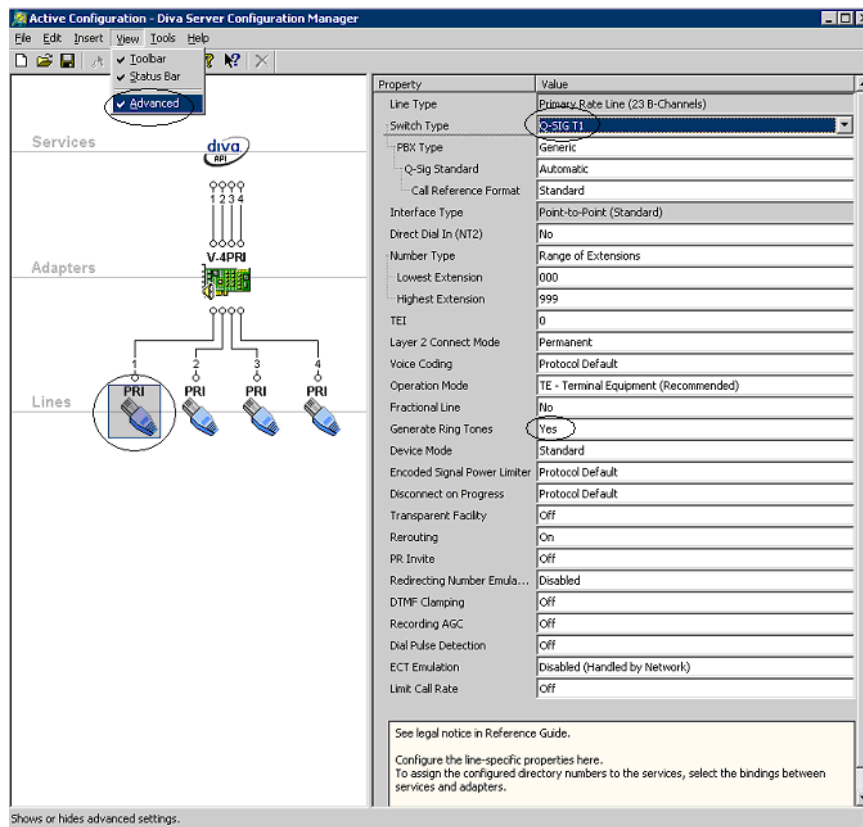 Active Configuration - Diva Server Configuration Manager
File Edit Insert View Tools Help
Toolbar
Status Bar
Advanced
Services
diva
API
1 2 3 4
V-4PRI
Adapters
1 2 3 4
PRI PRI PRI PRI
Lines
Property Value
Line Type Primary Rate Line (23 B-Channels)
Switch Type Q-SIG T1
PBX Type Generic
Q-Sig Standard Automatic
Call Reference Format Standard
Interface Type Point-to-Point (Standard)
Direct Dial In (NT2) No
Number Type Range of Extensions
Lowest Extension 000
Highest Extension 999
TEI 0
Layer 2 Connect Mode Permanent
Voice Coding Protocol Default
Operation Mode TE - Terminal Equipment (Recommended)
Fractional Line No
Generate Ring Tones Yes
Device Mode Standard
Encoded Signal Power Limiter Protocol Default
Disconnect on Progress Protocol Default
Transparent Facility Off
Rerouting On
PR Invite Off
Redirecting Number Emula... Disabled
DTMF Clamping Off
Recording AGC Off
Dial Pulse Detection Off
ECT Emulation Disabled (Handled by Network)
Limit Call Rate Off
See legal notice in Reference Guide.
Configure the line-specific properties here.
To assign the configured directory numbers to the services, select the bindings between
services and adapters.
Shows or hides advanced settings.